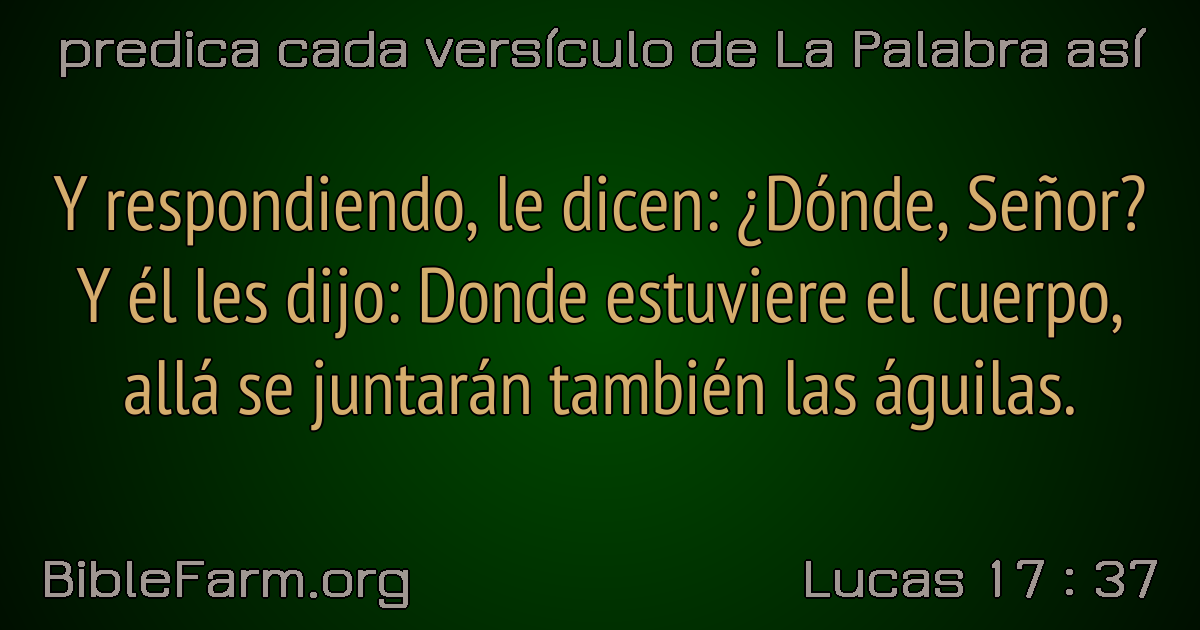 predica cada versículo de La Palabra así
Y respondiendo, le dicen: ¿Dónde, Señor?
Y él les dijo: Donde estuviere el cuerpo,
allá se juntarán también las águilas.
BibleFarm.org
Lucas 17 : 37